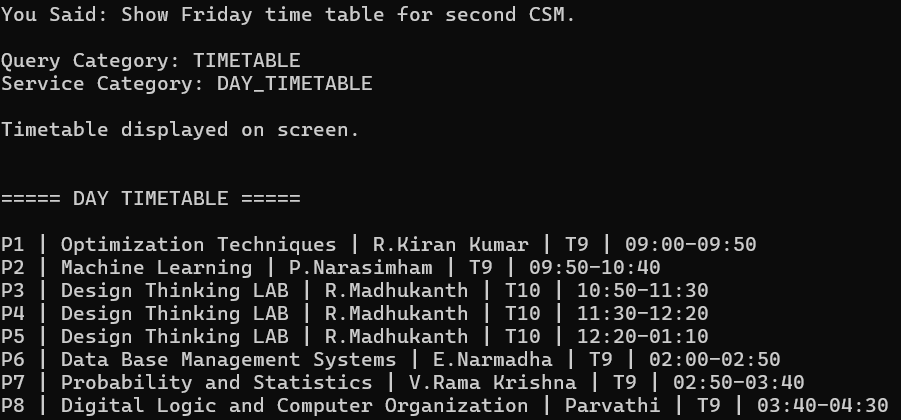 You Said: Show Friday time table for second CSM.
Query Category: TIMETABLE
Service Category: DAY_TIMETABLE
Timetable displayed on screen.
===== DAY TIMETABLE =====
P1 | Optimization Techniques | R.Kiran Kumar | T9 | 09:00-09:50
P2 | Machine Learning | P.Narasimham | T9 | 09:50-10:40
P3 | Design Thinking LAB | R.Madhukanth | T10 | 10:50-11:30
P4 | Design Thinking LAB | R.Madhukanth | T10 | 11:30-12:20
P5 | Design Thinking LAB | R.Madhukanth | T10 | 12:20-01:10
P6 | Data Base Management Systems | E.Narmadha | T9 | 02:00-02:50
P7 | Probability and Statistics | V.Rama Krishna | T9 | 02:50-03:40
P8 | Digital Logic and Computer Organization | Parvathi | T9 | 03:40-04:30